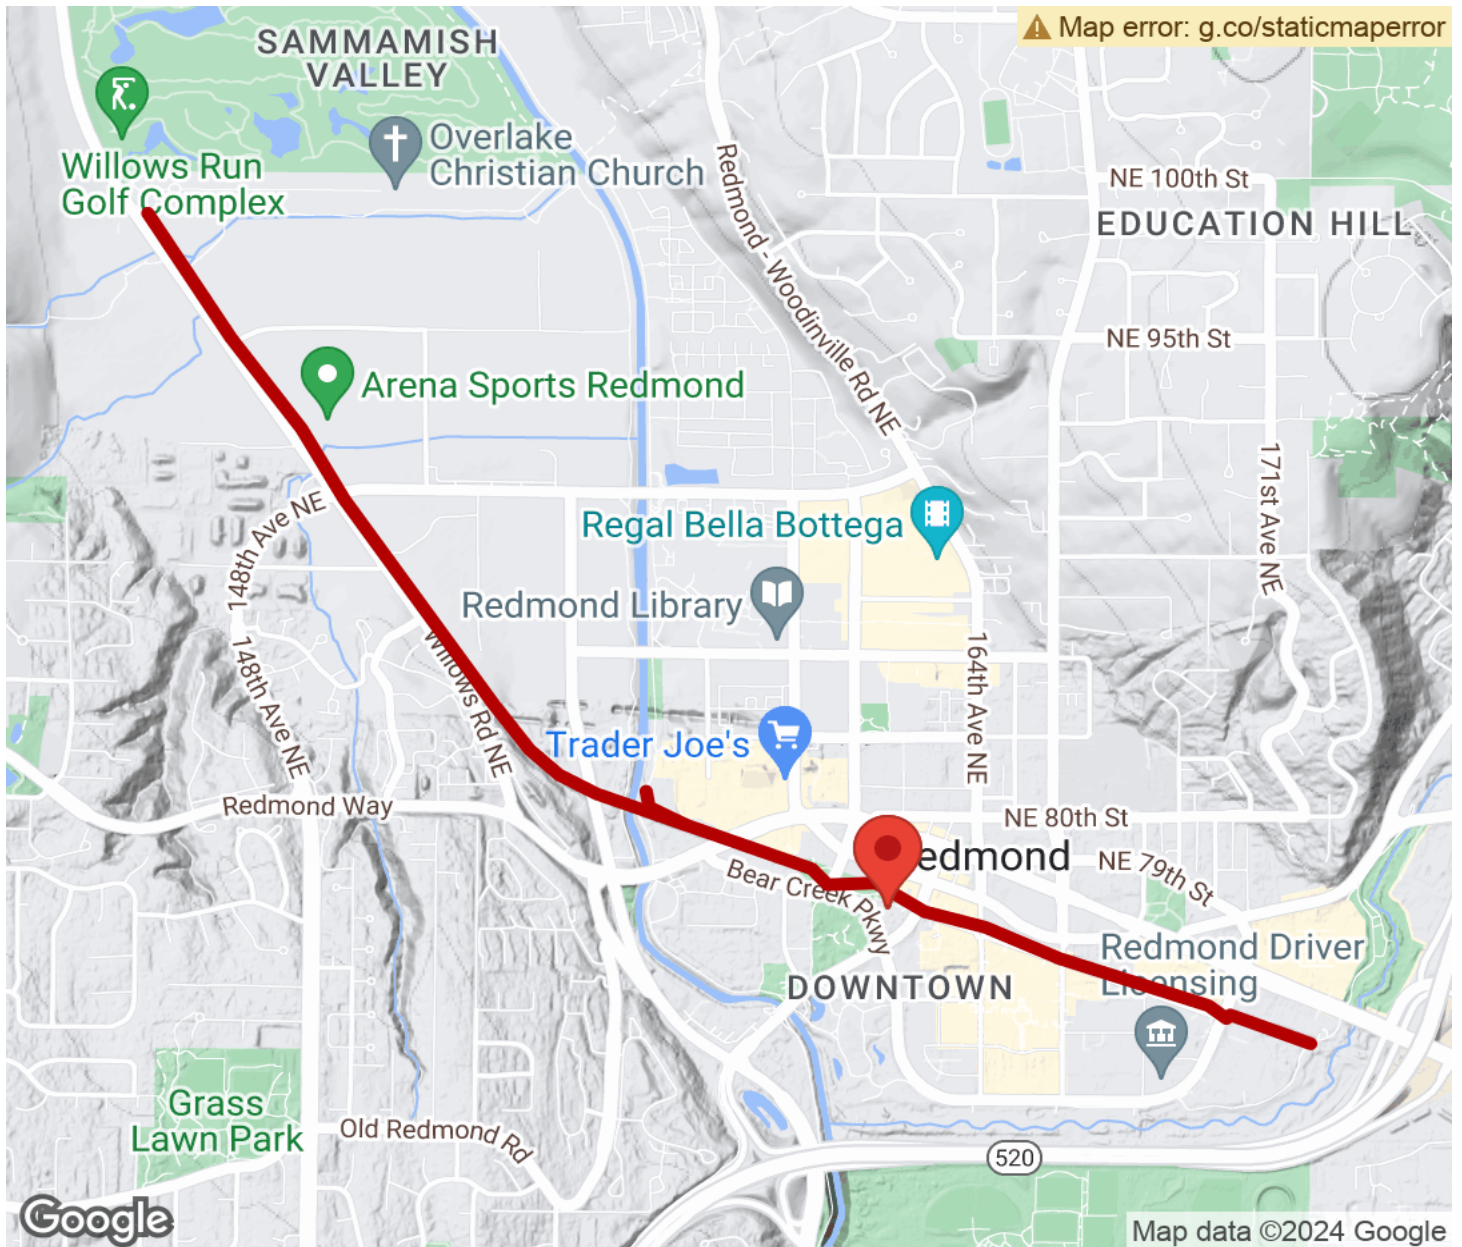 Map error: g.co/staticmaperror
SAMMAMISH
VALLEY
Overlake
Christian Church
Willows Run
Golf Complex
NE 100th St
EDUCATION HILL
Redmond - Woodinville Rd NE
NE 95th St
Arena Sports Redmond
171st Ave NE
148th Ave NE
Regal Bella Bottega
Redmond Library
Willows Rd NE
148th Ave NE
164th Ave NE
Trader Joe's
Redmond Way
NE 80th St
edmond
NE 79th St
Bear Creek Pkwy
Redmond Driver
Licensing
DOWNTOWN
Grass
Lawn Park
Old Redmond Rd
520
Google
Map data ©2024 Google